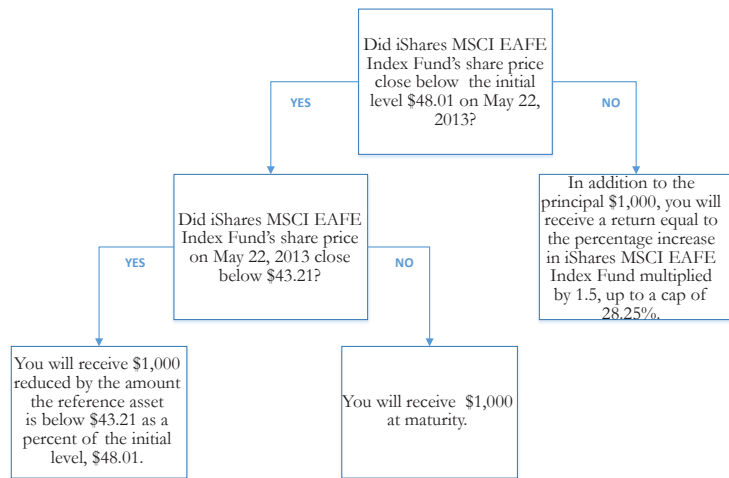 Did iShares MSCI EAFE
Index Fund's share price
close below the initial
level $48.01 on May 22,
2013?
YES
NO
Did iShares MSCI EAFE
Index Fund's share price
on May 22, 2013 close
below $43.21?
In addition to the
principal $1,000, you will
receive a return equal to
the percentage increase
in iShares MSCI EAFE
Index Fund multiplied
by 1.5, up to a cap of
28.25%.
YES
NO
You will receive $1,000
reduced by the amount
the reference asset
is below $43.21 as a
percent of the initial
level, $48.01.
You will receive $1,000
at maturity.